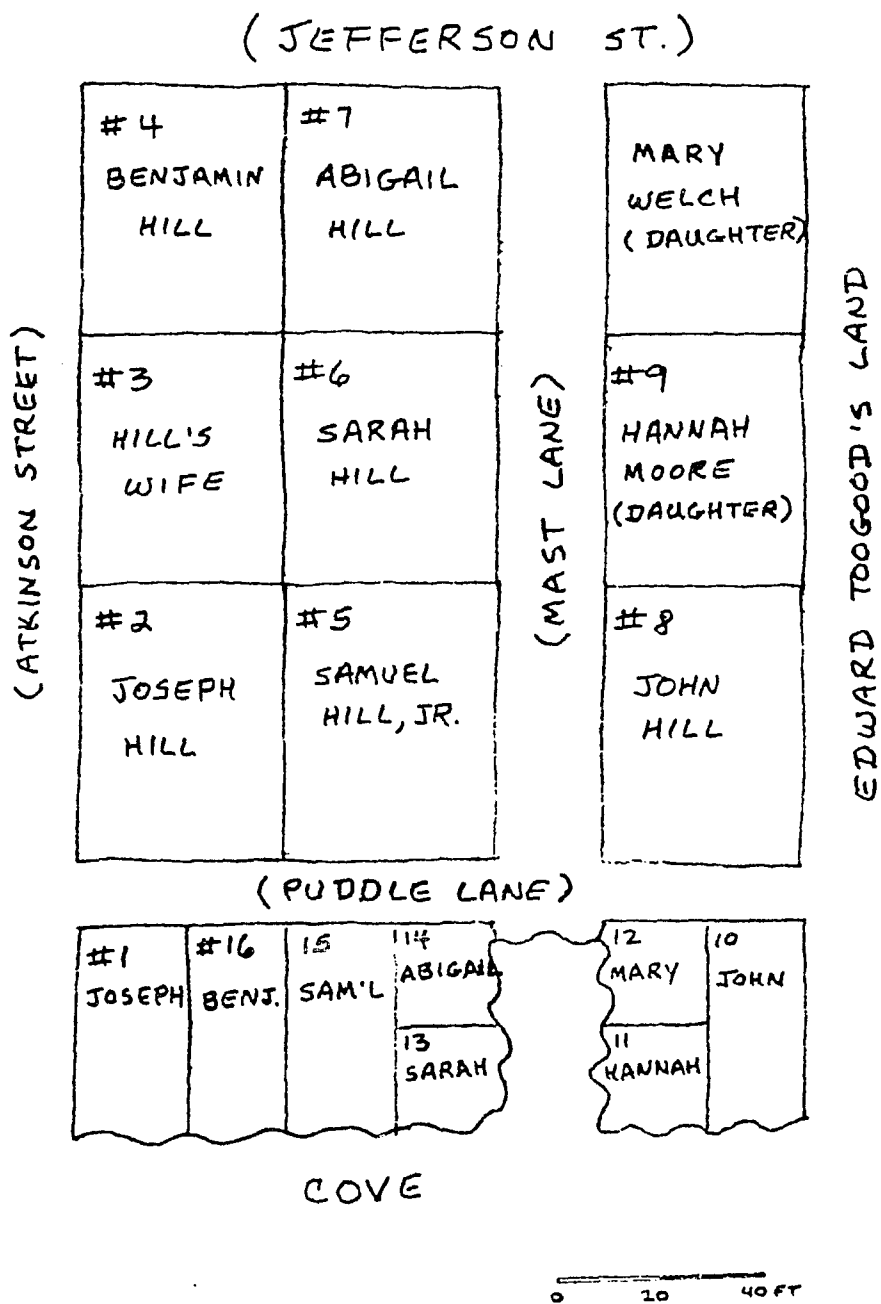 (JEFFERSON ST.)
#4
BENJAMIN
HILL
#7
ABIGAIL
HILL
MARY
WELCH
(DAUGHTER)
(ATKINSON STREET)
#3
HILL'S
WIFE
#6
SARAH
HILL
(MAST LANE)
#9
HANNAH
MOORE
(DAUGHTER)
EDWARD TOOGOOD'S LAND
#2
JOSEPH
HILL
#5
SAMUEL
HILL, JR.
#8
JOHN
HILL
(PUDDLE LANE)
#1
JOSEPH
#16
BENJ.
15
SAM'L
14
ABIGAIL
13
SARAH
12
MARY
11
HANNAH
10
JOHN
COVE
0 20 40 FT